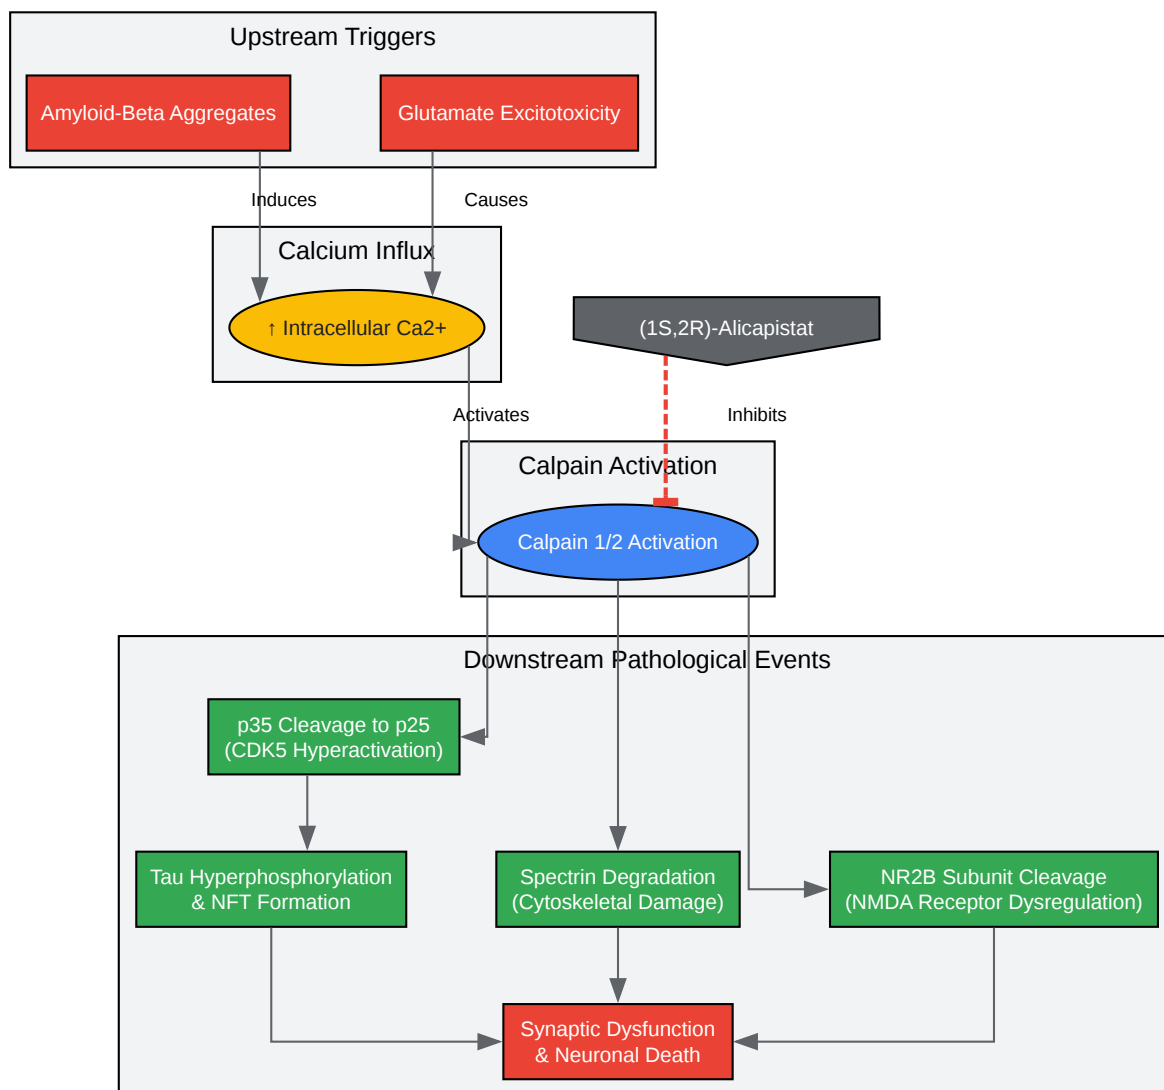 Upstream Triggers
Amyloid-Beta Aggregates
Glutamate Excitotoxicity
Induces
Causes
Calcium Influx
↑ Intracellular Ca2+
(1S,2R)-Alicapistat
Activates
Inhibits
Calpain Activation
Calpain 1/2 Activation
Downstream Pathological Events
p35 Cleavage to p25
(CDK5 Hyperactivation)
Tau Hyperphosphorylation
& NFT Formation
Spectrin Degradation
(Cytoskeletal Damage)
NR2B Subunit Cleavage
(NMDA Receptor Dysregulation)
Synaptic Dysfunction
& Neuronal Death